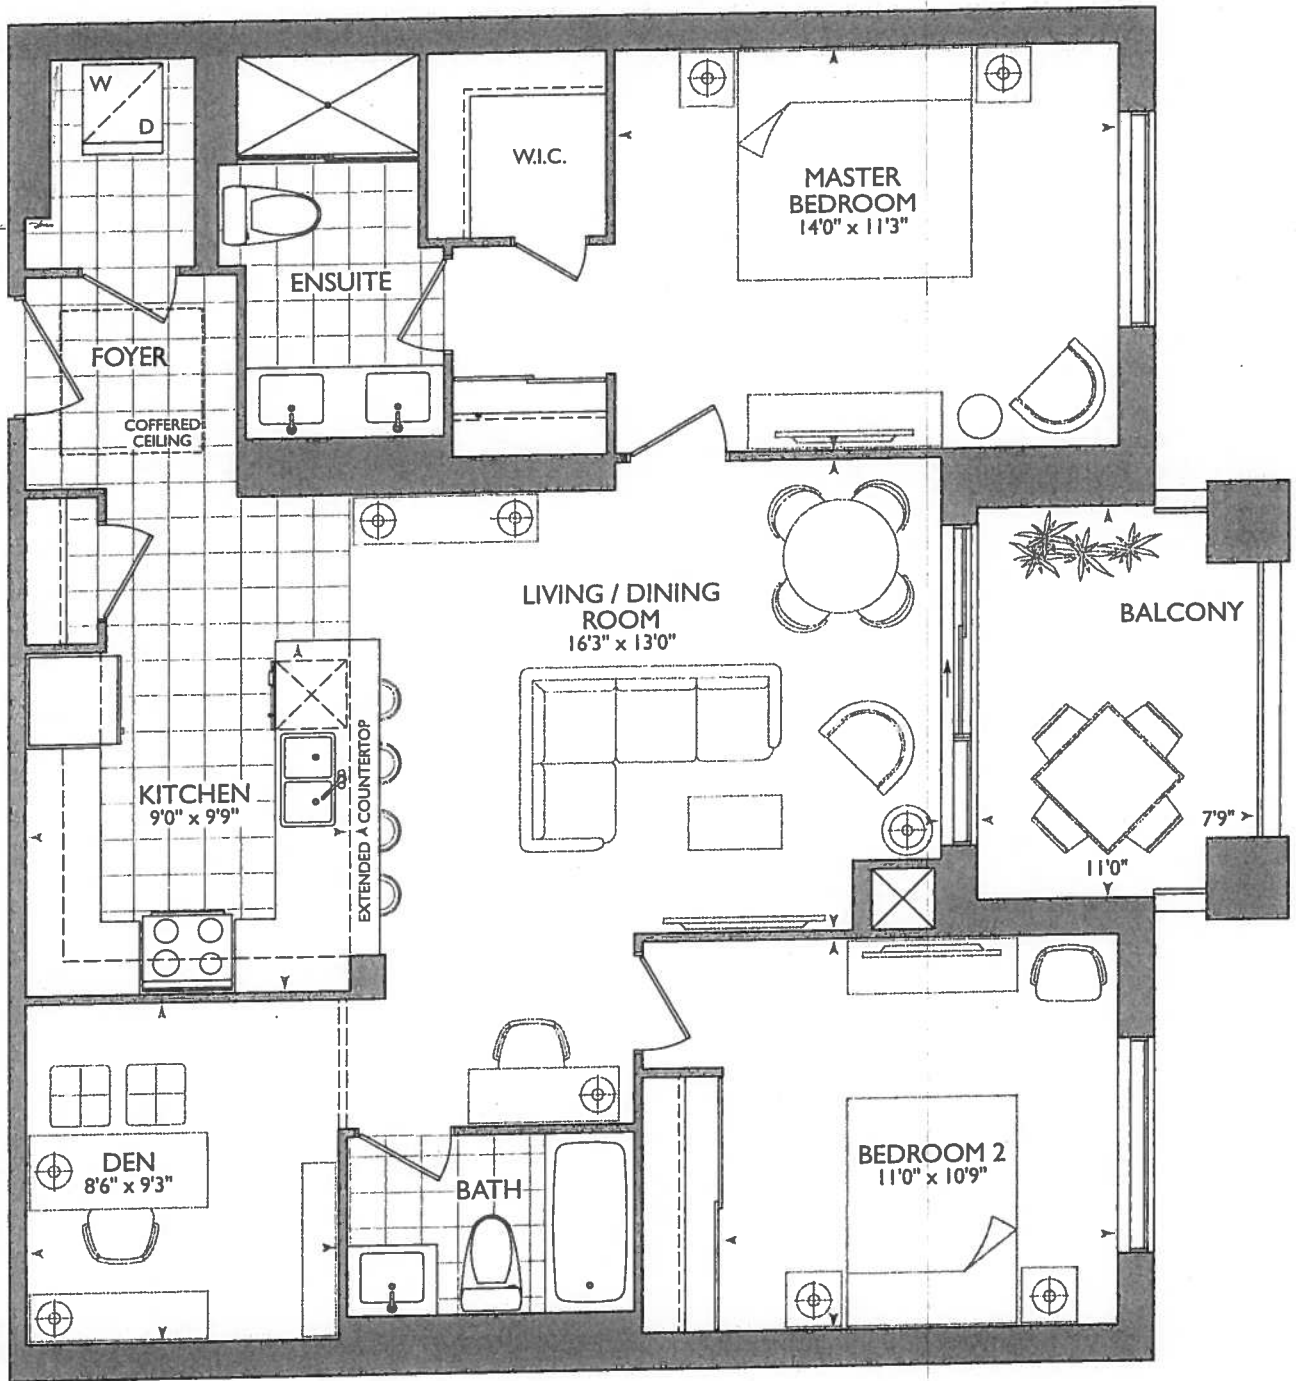 W
D
W.I.C.
MASTER
BEDROOM
14'0" x 11'3"
ENSUITE
FOYER
COFFERED
CEILING
LIVING / DINING
ROOM
16'3" x 13'0"
BALCONY
KITCHEN
9'0" x 9'9"
EXTENDED COUNTERTOP
7'9"
11'0"
DEN
8'6" x 9'3"
BATH
BEDROOM 2
11'0" x 10'9"